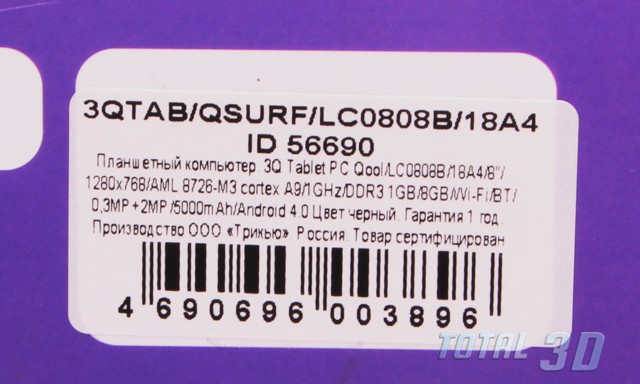 3QTAB/QSURF/LC0808B/18A4
ID 56690
Планшетный компьютер. 3Q Tablet PC Qool/LC0808B/18A4/8"/
1280x768/AML 8726-M3 cortex A9/1GHz/DDR3 1GB/8GB/Wi-Fi/BT/
0,3MP+2MP/5000mAh/Android 4.0 Цвет черный. Гарантия 1 год.
Производство ООО «Трикью» Россия. Товар сертифицирован
4 690696 003896
TOTAL 3D